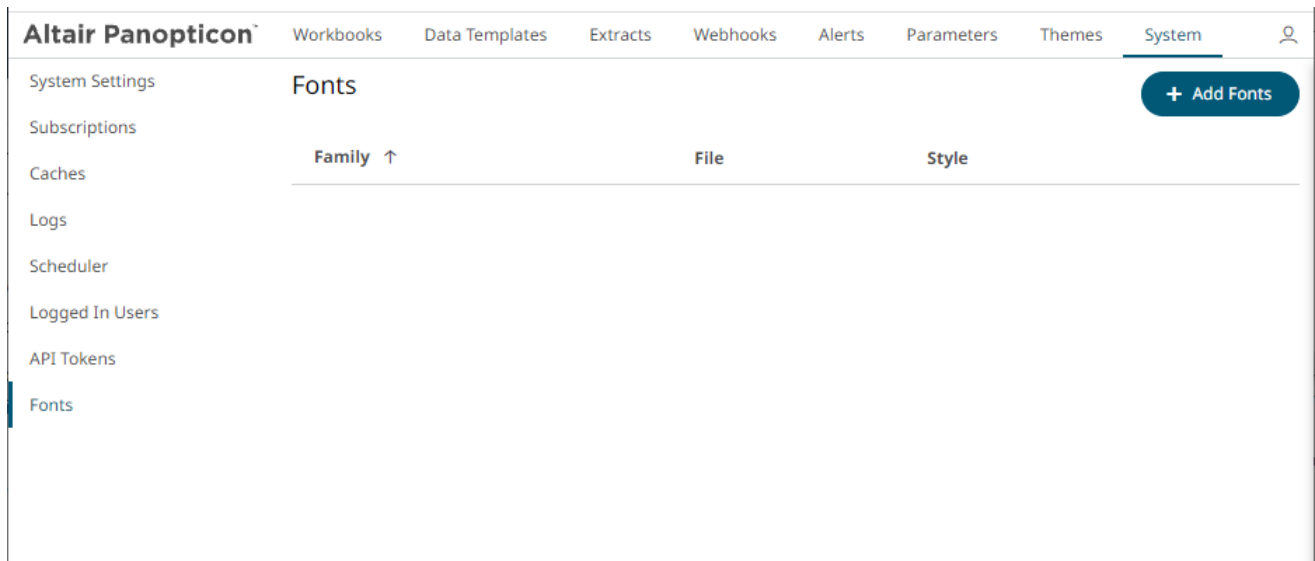 Altair Panopticon™ Workbooks Data Templates Extracts Webhooks Alerts Parameters Themes System
System Settings
Subscriptions
Caches
Logs
Scheduler
Logged In Users
API Tokens
Fonts
Fonts
+ Add Fonts
Family ↑ File Style